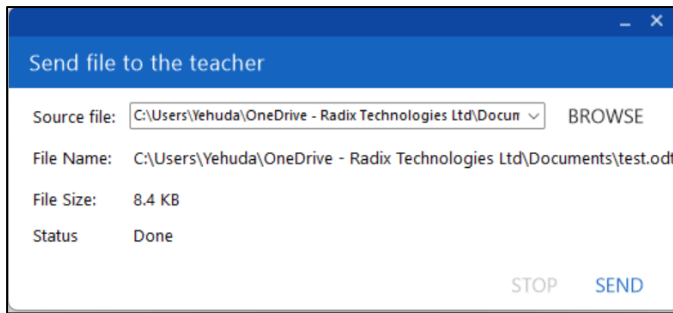 Send file to the teacher
Source file: C:\Users\Yehuda\OneDrive - Radix Technologies Ltd\Docum BROWSE
File Name: C:\Users\Yehuda\OneDrive - Radix Technologies Ltd\Documents\test.odt
File Size: 8.4 KB
Status Done
STOP SEND